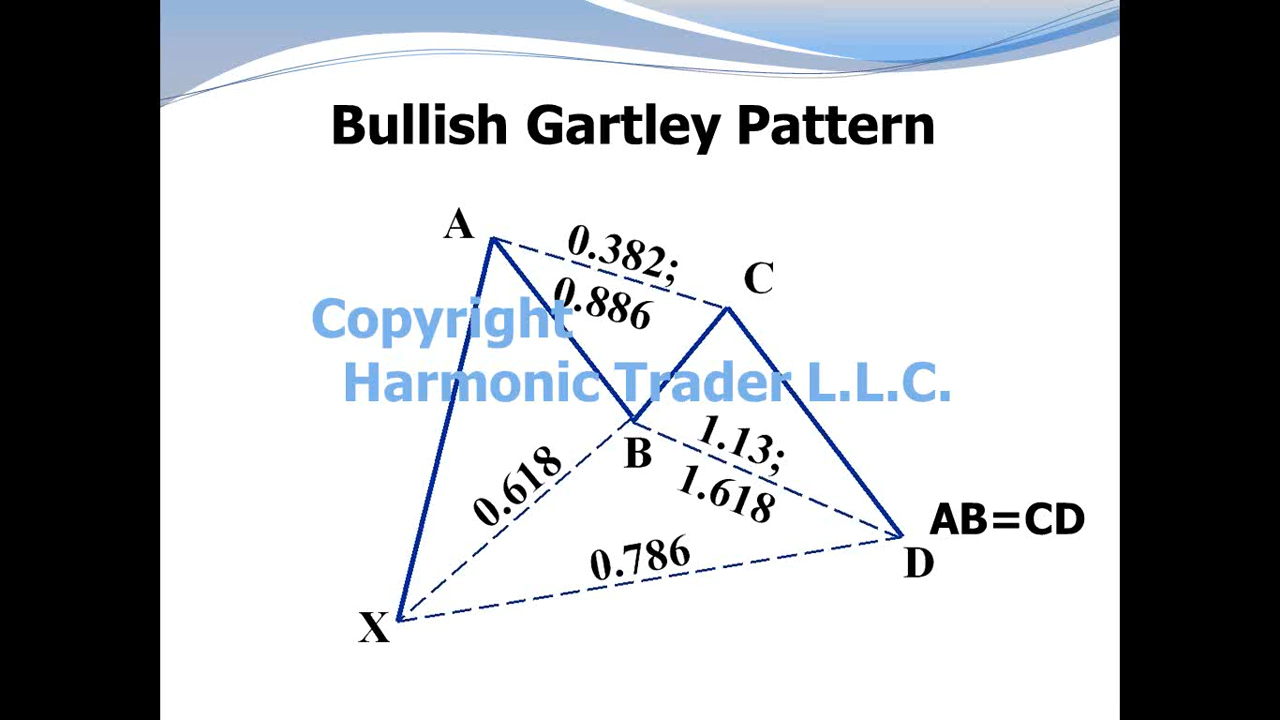 Bullish Gartley Pattern
A
0.382;
0.886
C
Copyright
Harmonic Trader L.L.C.
B
1.13;
1.618
0.618
AB=CD
0.786
D
X